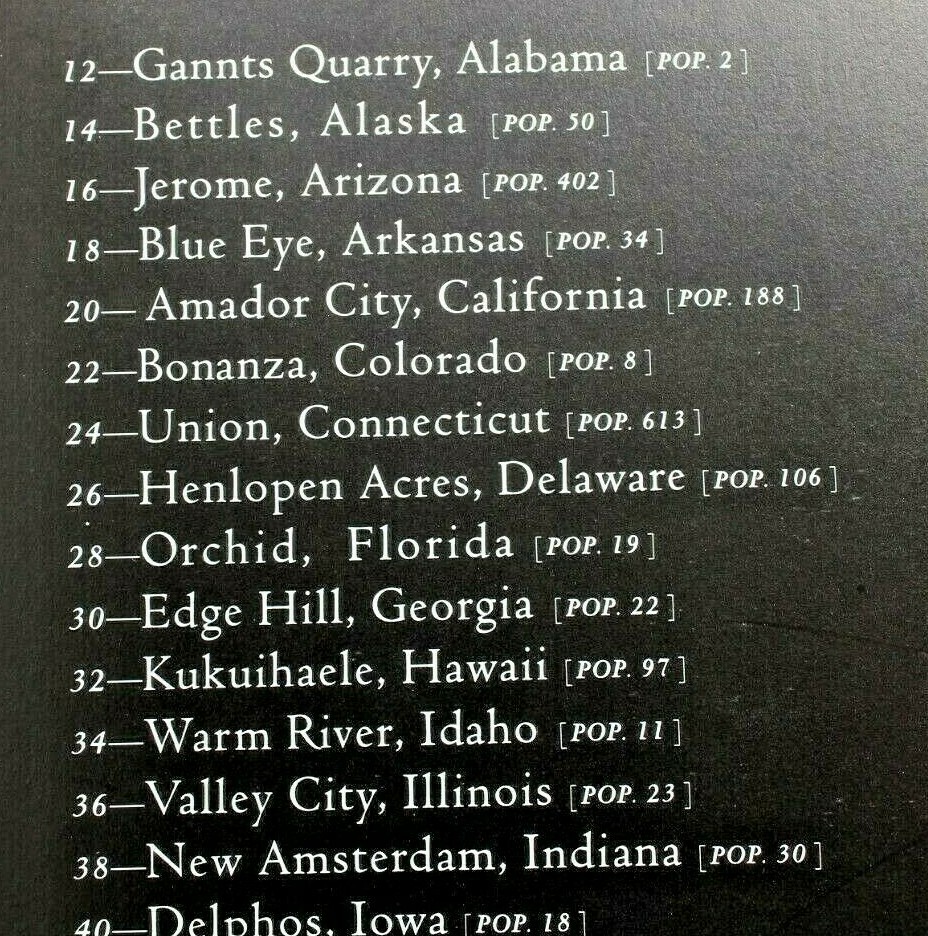 12—Gannts Quarry, Alabama [POP. 2]
14—Bettles, Alaska [POP. 50]
16—Jerome, Arizona [POP. 402]
18—Blue Eye, Arkansas [POP. 34]
20—Amador City, California [POP. 188]
22—Bonanza, Colorado [POP. 8]
24—Union, Connecticut [POP. 613]
26—Henlopen Acres, Delaware [POP. 106]
28—Orchid, Florida [POP. 19]
30—Edge Hill, Georgia [POP. 22]
32—Kukuihaele, Hawaii [POP. 97]
34—Warm River, Idaho [POP. 11]
36—Valley City, Illinois [POP. 23]
38—New Amsterdam, Indiana [POP. 30]
40—Delphos, Iowa [POP. 18]